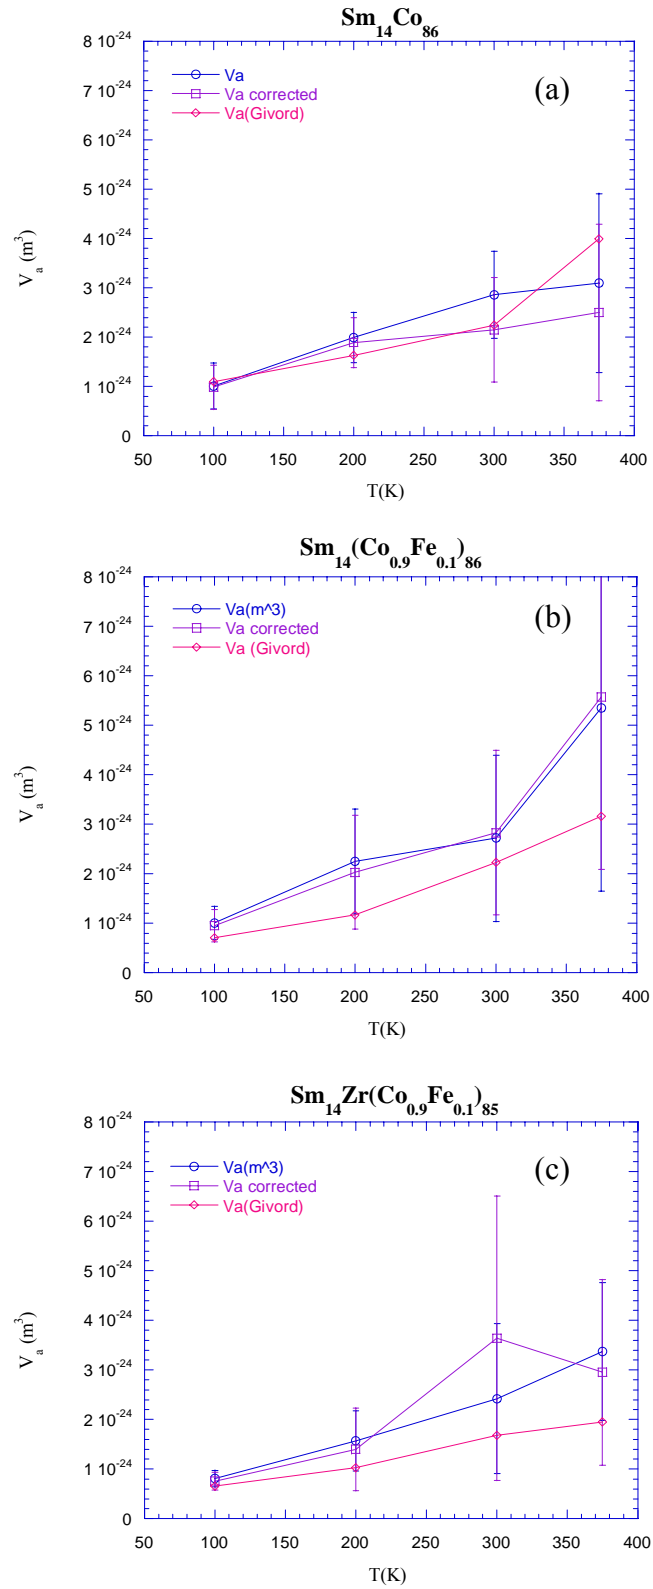 Sm14Co86
8 10-24
7 10-24
6 10-24
5 10-24
4 10-24
3 10-24
2 10-24
1 10-24
0
Va (m3)
Va
Va corrected
Va(Givord)
(a)
50 100 150 200 250 300 350 400
T(K)
Sm14(Co0.9Fe0.1)86
8 10-24
7 10-24
6 10-24
5 10-24
4 10-24
3 10-24
2 10-24
1 10-24
0
Va (m3)
Va(m^3)
Va corrected
Va (Givord)
(b)
50 100 150 200 250 300 350 400
T(K)
Sm14Zr(Co0.9Fe0.1)85
8 10-24
7 10-24
6 10-24
5 10-24
4 10-24
3 10-24
2 10-24
1 10-24
0
Va (m3)
Va(m^3)
Va corrected
Va(Givord)
(c)
50 100 150 200 250 300 350 400
T(K)